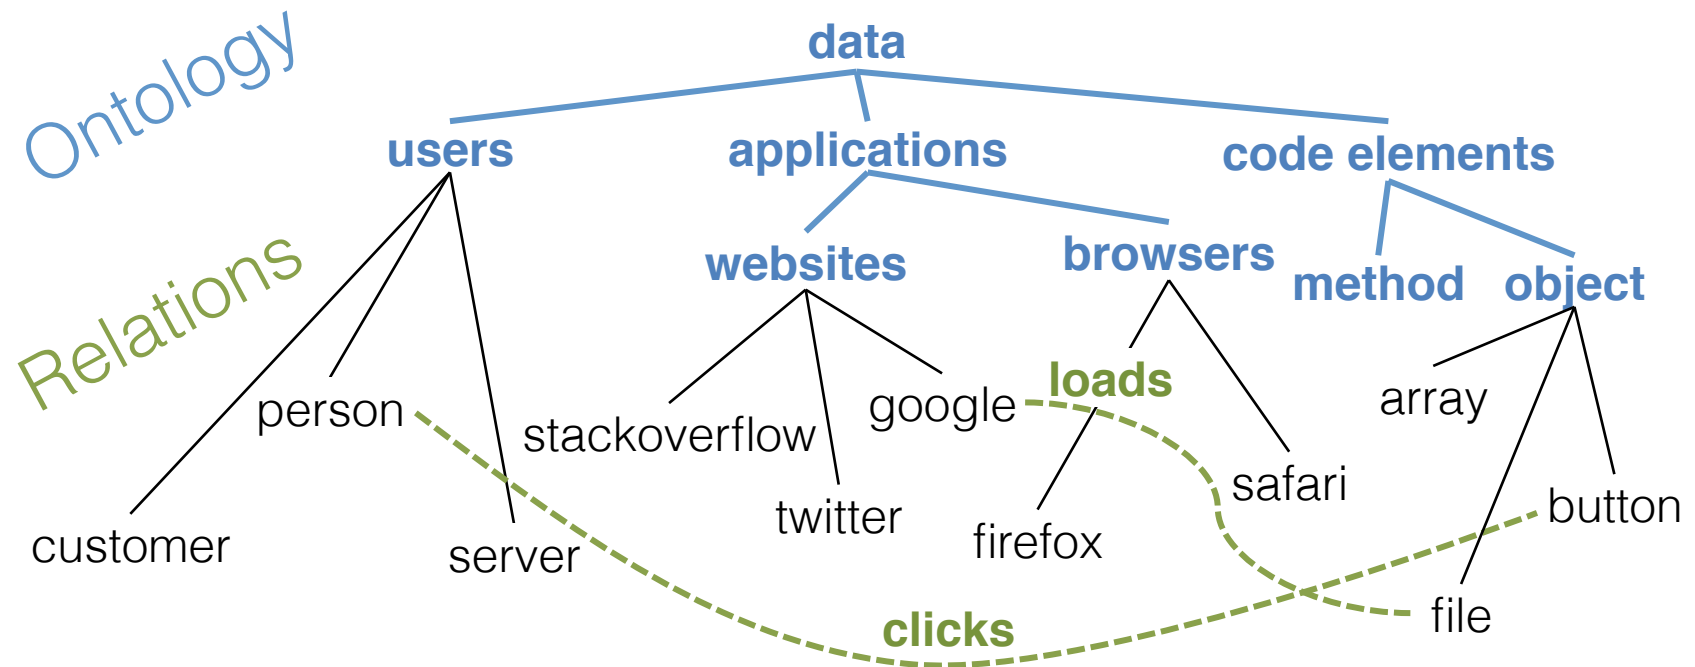 Ontology
data
users
applications
code elements
websites
browsers
method
object
Relations
person
stackoverflow
google
loads
array
customer
server
twitter
firefox
safari
button
clicks
file